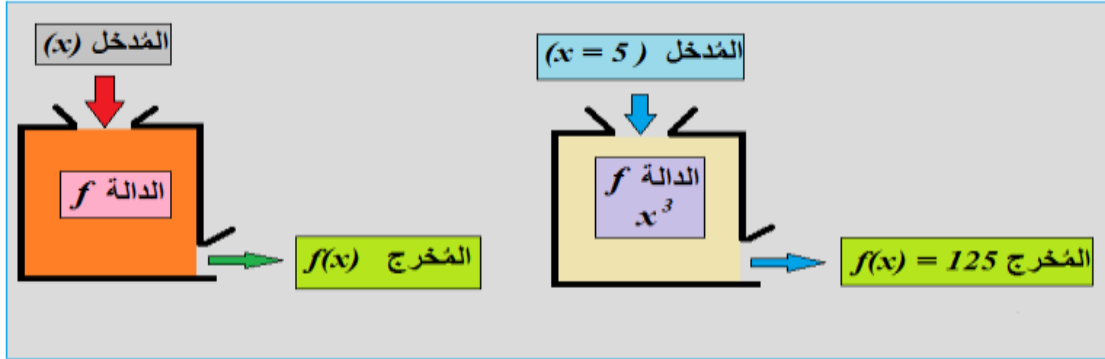 المُدخل (x)
الدالة f
المُخرج f(x)
المُدخل (x = 5 )
الدالة f
x³
المُخرج f(x) = 125